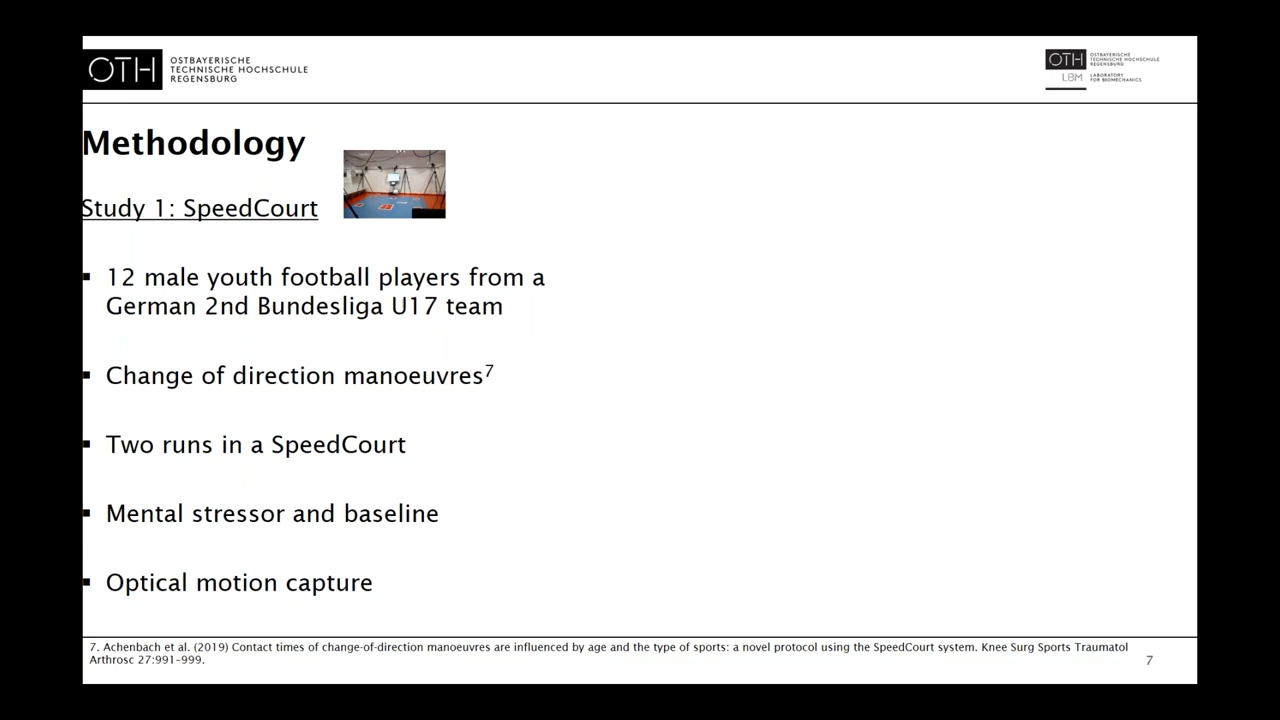 OTH
OSTBAYERISCHE
TECHNISCHE HOCHSCHULE
REGENSBURG
OTH
OSTBAYERISCHE
TECHNISCHE HOCHSCHULE
REGENSBURG
LBM
LABORATORY
FOR BIOMECHANICS
Methodology
Study 1: SpeedCourt
▪ 12 male youth football players from a
German 2nd Bundesliga U17 team
▪ Change of direction manoeuvres⁷
▪ Two runs in a SpeedCourt
▪ Mental stressor and baseline
▪ Optical motion capture
7. Achenbach et al. (2019) Contact times of change-of-direction manoeuvres are influenced by age and the type of sports: a novel protocol using the SpeedCourt system. Knee Surg Sports Traumatol
Arthrosc 27:991–999.
7